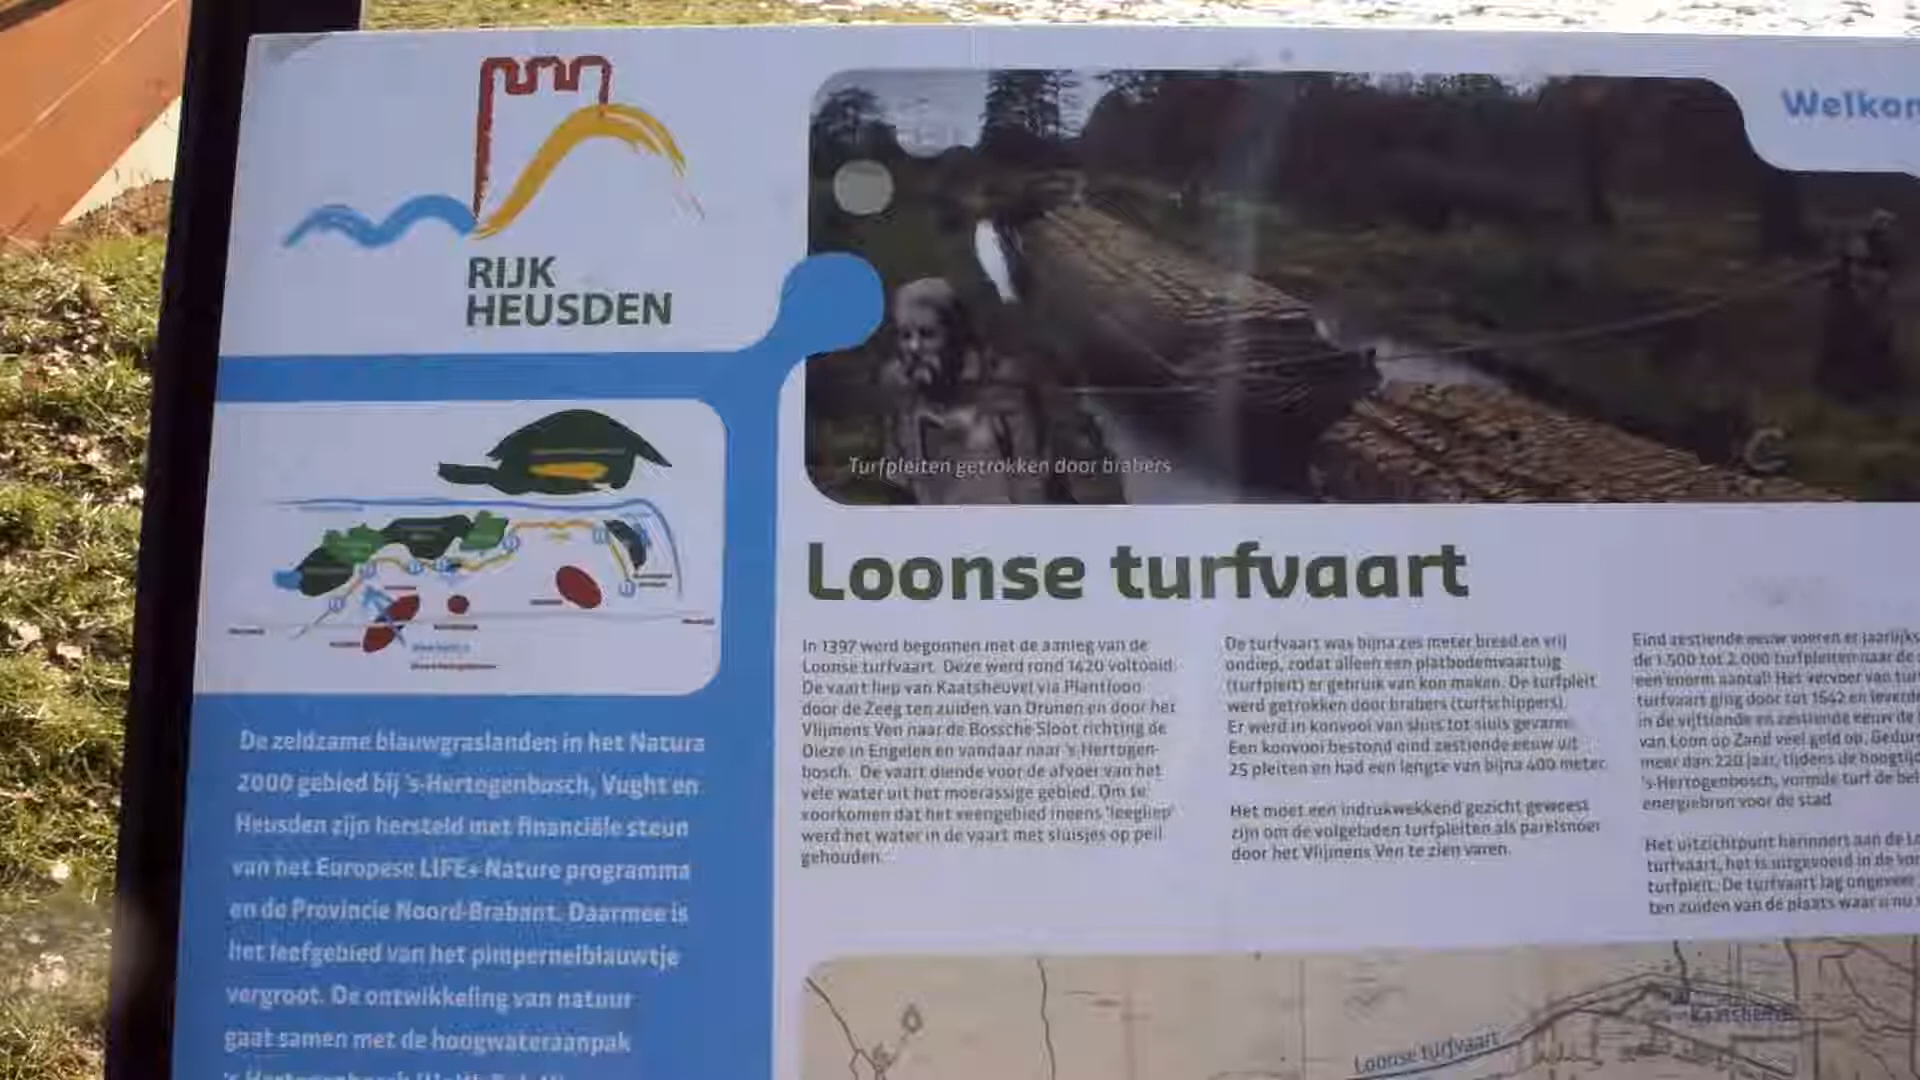 RIJK
HEUSDEN
Welkom
Turfpleiten getrokken door brabers
Loonse turfvaart
In 1397 werd begonnen met de aanleg van de
Loonse turfvaart. Deze werd rond 1420 voltooid.
De vaart liep van Kaatsheuvel via Plantloon
door de Zeeg ten zuiden van Drunen en door het
Vlijmens Ven naar de Bossche Sloot richting de
Dieze in Engelen en vandaar naar 's-Hertogen-
bosch. De vaart diende voor de afvoer van het
vele water uit het moerassige gebied. Om te
voorkomen dat het veengebied ineens 'leegliep'
werd het water in de vaart met sluisjes op peil
gehouden.
De turfvaart was bijna zes meter breed en vrij
ondiep, zodat alleen een platbodemvaartuig
(turfpleit) er gebruik van kon maken. De turfpleit
werd getrokken door brabers (turfschippers).
Er werd in konvooi van sluis tot sluis gevaren.
Een konvooi bestond eind zestiende eeuw uit
25 pleiten en had een lengte van bijna 400 meter.
Het moet een indrukwekkend gezicht geweest
zijn om de volgeladen turfpleiten als parelsnoer
door het Vlijmens Ven te zien varen.
Eind zestiende eeuw voeren er jaarlijks
de 1.500 tot 2.000 turfpleiten naar de
een enorm aantal! Het vervoer van
turfvaart ging door tot 1642 en
in de vijftiende en zestiende eeuw de
van Loon op Zand veel geld op.
meer dan 220 jaar, tijdens de
's-Hertogenbosch, vormde turf de
energiebron voor de stad.
Het uitzichtpunt herinnert aan de
turfvaart, het is uitgevoerd in de
turfpleit. De turfvaart lag ongeveer
ten zuiden van de plaats waar u nu
De zeldzame blauwgraslanden in het Natura
2000 gebied bij 's-Hertogenbosch, Vught en
Heusden zijn hersteld met financiële steun
van het Europese LIFE+ Nature programma
en de Provincie Noord-Brabant. Daarmee is
het leefgebied van het pimpernelblauwtje
vergroot. De ontwikkeling van natuur
gaat samen met de hoogwateraanpak
Loonse turfvaart